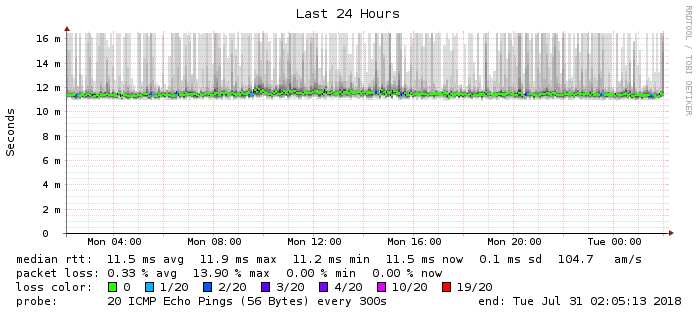 Last 24 Hours
RRDTOOL / TOBI OETIKER
Seconds
16 m
14 m
12 m
10 m
8 m
6 m
4 m
2 m
0
Mon 04:00 Mon 08:00 Mon 12:00 Mon 16:00 Mon 20:00 Tue 00:00
median rtt: 11.5 ms avg 11.9 ms max 11.2 ms min 11.5 ms now 0.1 ms sd 104.7 am/s
packet loss: 0.33 % avg 13.90 % max 0.00 % min 0.00 % now
loss color: 0 1/20 2/20 3/20 4/20 10/20 19/20
probe: 20 ICMP Echo Pings (56 Bytes) every 300s end: Tue Jul 31 02:05:13 2018